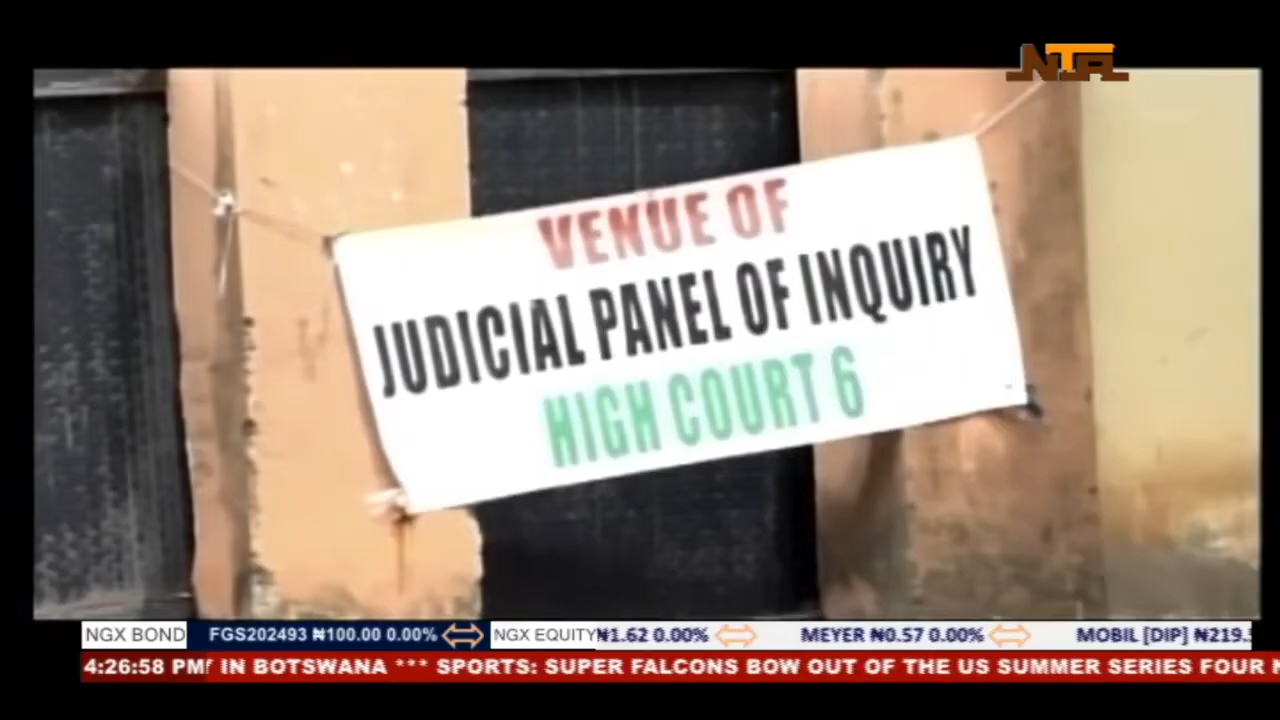 NTA
VENUE OF
JUDICIAL PANEL OF INQUIRY
HIGH COURT 6
NGX BOND FGS202493 ₦100.00 0.00% NGX EQUITY ₦1.62 0.00% MEYER ₦0.57 0.00% MOBIL [DIP] ₦219.
4:26:58 PM IN BOTSWANA *** SPORTS: SUPER FALCONS BOW OUT OF THE US SUMMER SERIES FOUR